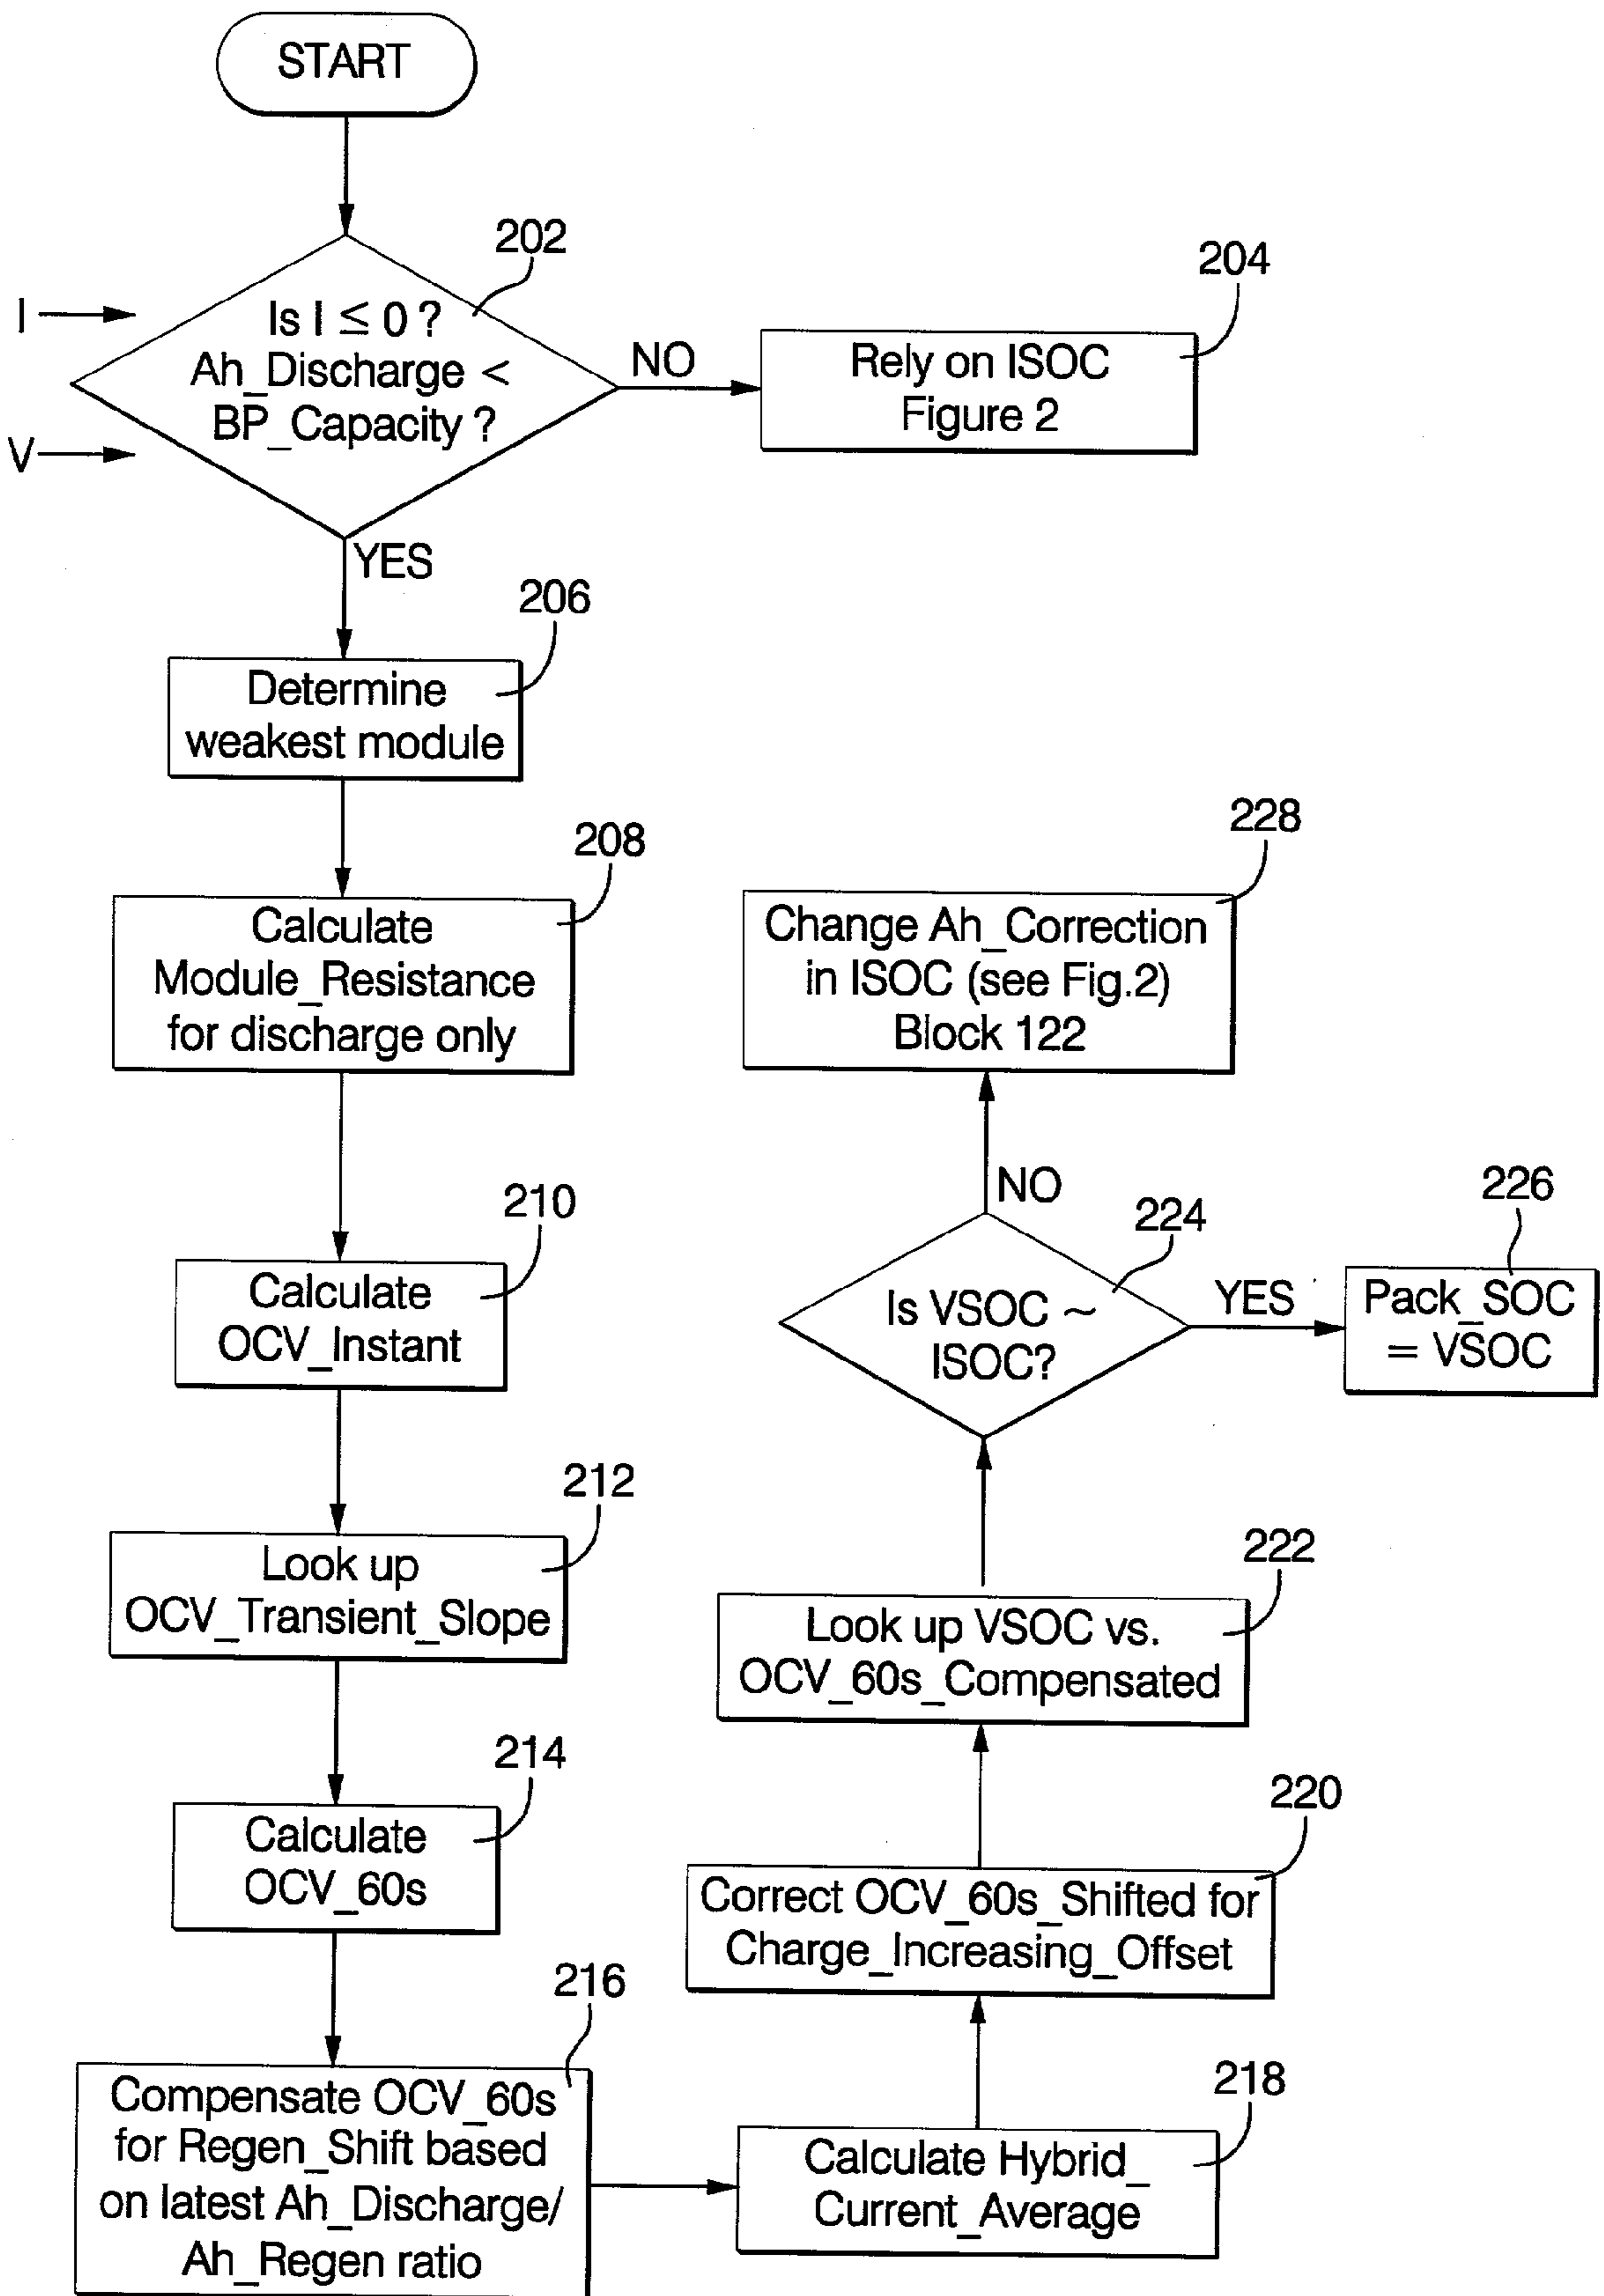 START
202
I
Is I ≤ 0 ?
Ah_Discharge <
BP_Capacity ?
V
NO
204
Rely on ISOC
Figure 2
YES
206
Determine
weakest module
208
Calculate
Module_Resistance
for discharge only
210
Calculate
OCV_Instant
212
Look up
OCV_Transient_Slope
214
Calculate
OCV_60s
216
Compensate OCV_60s
for Regen_Shift based
on latest Ah_Discharge/
Ah_Regen ratio
218
Calculate Hybrid_
Current_Average
220
Correct OCV_60s_Shifted for
Charge_Increasing_Offset
222
Look up VSOC vs.
OCV_60s_Compensated
224
Is VSOC ~
ISOC?
YES
226
Pack_SOC
= VSOC
NO
228
Change Ah_Correction
in ISOC (see Fig.2)
Block 122